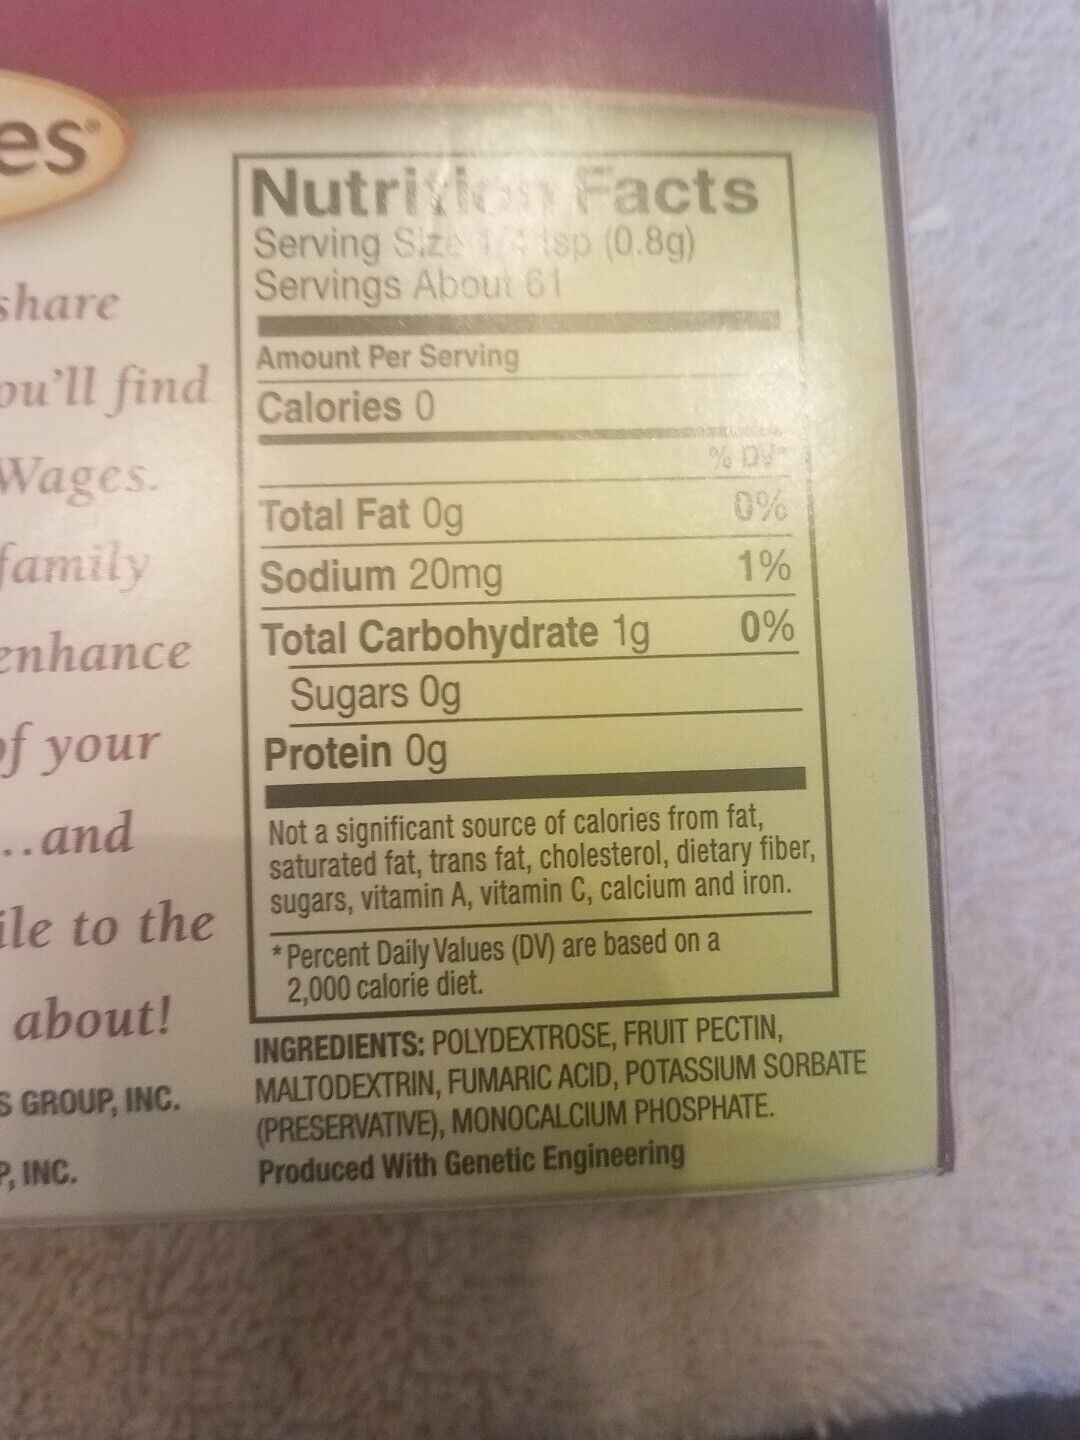 es®
share
ou'll find
Wages.
family
enhance
of your
...and
ile to the
about!
S GROUP, INC.
P, INC.
Nutrition Facts
Serving Size 1/4 tsp (0.8g)
Servings About 61
Amount Per Serving
Calories 0
% DV*
Total Fat 0g 0%
Sodium 20mg 1%
Total Carbohydrate 1g 0%
Sugars 0g
Protein 0g
Not a significant source of calories from fat,
saturated fat, trans fat, cholesterol, dietary fiber,
sugars, vitamin A, vitamin C, calcium and iron.
*Percent Daily Values (DV) are based on a
2,000 calorie diet.
INGREDIENTS: POLYDEXTROSE, FRUIT PECTIN,
MALTODEXTRIN, FUMARIC ACID, POTASSIUM SORBATE
(PRESERVATIVE), MONOCALCIUM PHOSPHATE.
Produced With Genetic Engineering